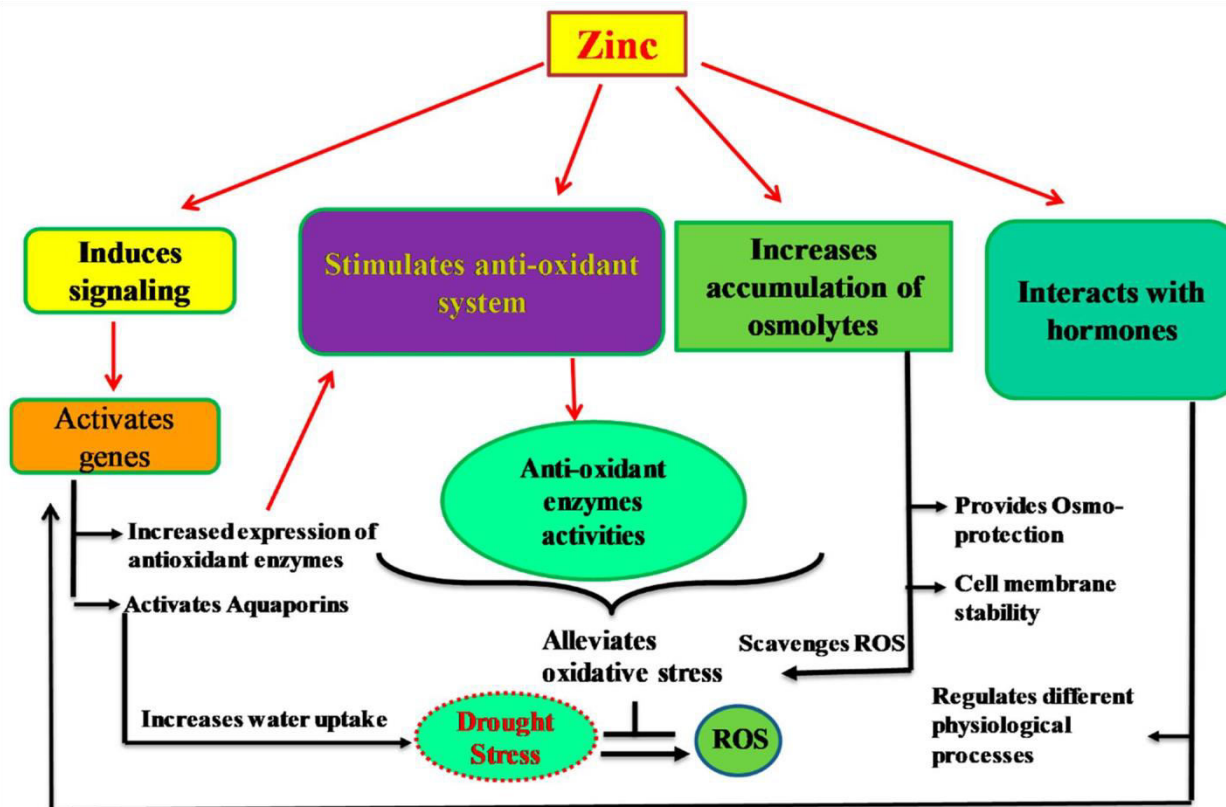 Zinc
Induces
signaling
Stimulates anti-oxidant
system
Increases
accumulation of
osmolytes
Interacts with
hormones
Activates
genes
Anti-oxidant
enzymes
activities
Increased expression of
antioxidant enzymes
Activates Aquaporins
Provides Osmo-
protection
Cell membrane
stability
Alleviates
oxidative stress
Scavenges ROS
Increases water uptake
Drought
Stress
ROS
Regulates different
physiological
processes